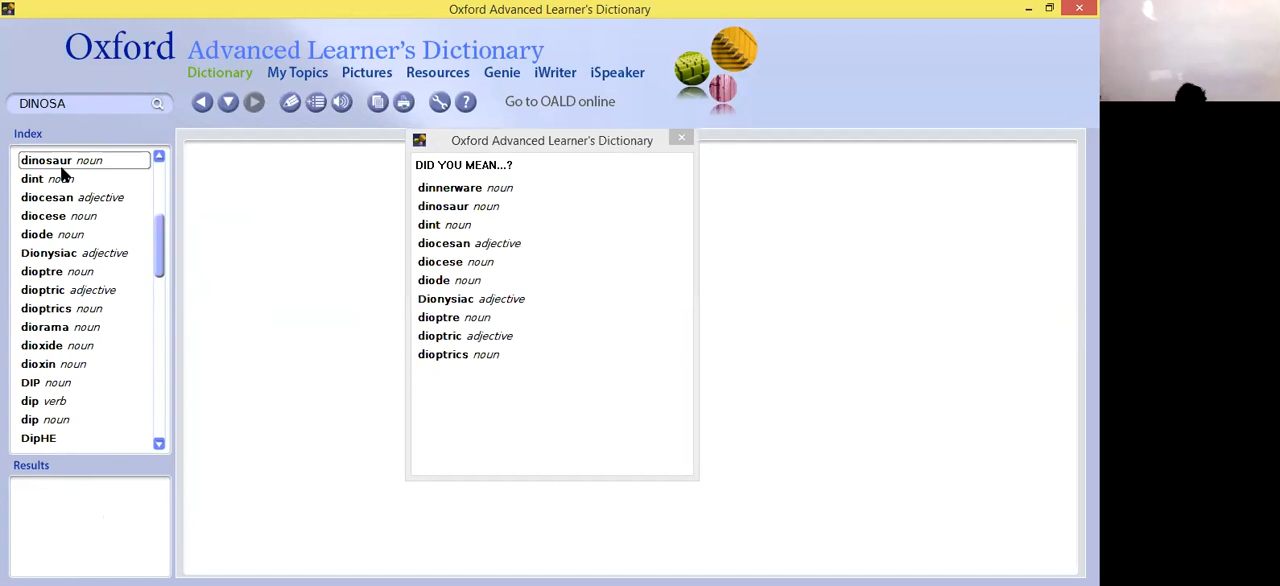 Oxford Advanced Learner's Dictionary
Oxford Advanced Learner's Dictionary
Dictionary My Topics Pictures Resources Genie iWriter iSpeaker
DINOSA
Go to OALD online
Index
dinosaur noun
dint noun
diocesan adjective
diocese noun
diode noun
Dionysiac adjective
dioptre noun
dioptric adjective
dioptrics noun
diorama noun
dioxide noun
dioxin noun
DIP noun
dip verb
dip noun
DipHE
Results
Oxford Advanced Learner's Dictionary
DID YOU MEAN...?
dinnerware noun
dinosaur noun
dint noun
diocesan adjective
diocese noun
diode noun
Dionysiac adjective
dioptre noun
dioptric adjective
dioptrics noun